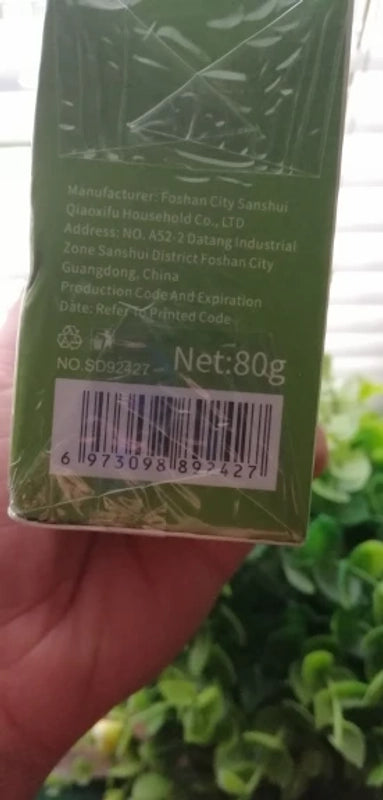 Manufacturer: Foshan City Sanshui
Qiaoxifu Household Co., LTD
Address: NO. A52-2 Datang Industrial
Zone Sanshui District Foshan City
Guangdong, China
Production Code And Expiration
Date: Refer to Printed Code
NO.SD92427 Net:80g
6 973098 892427